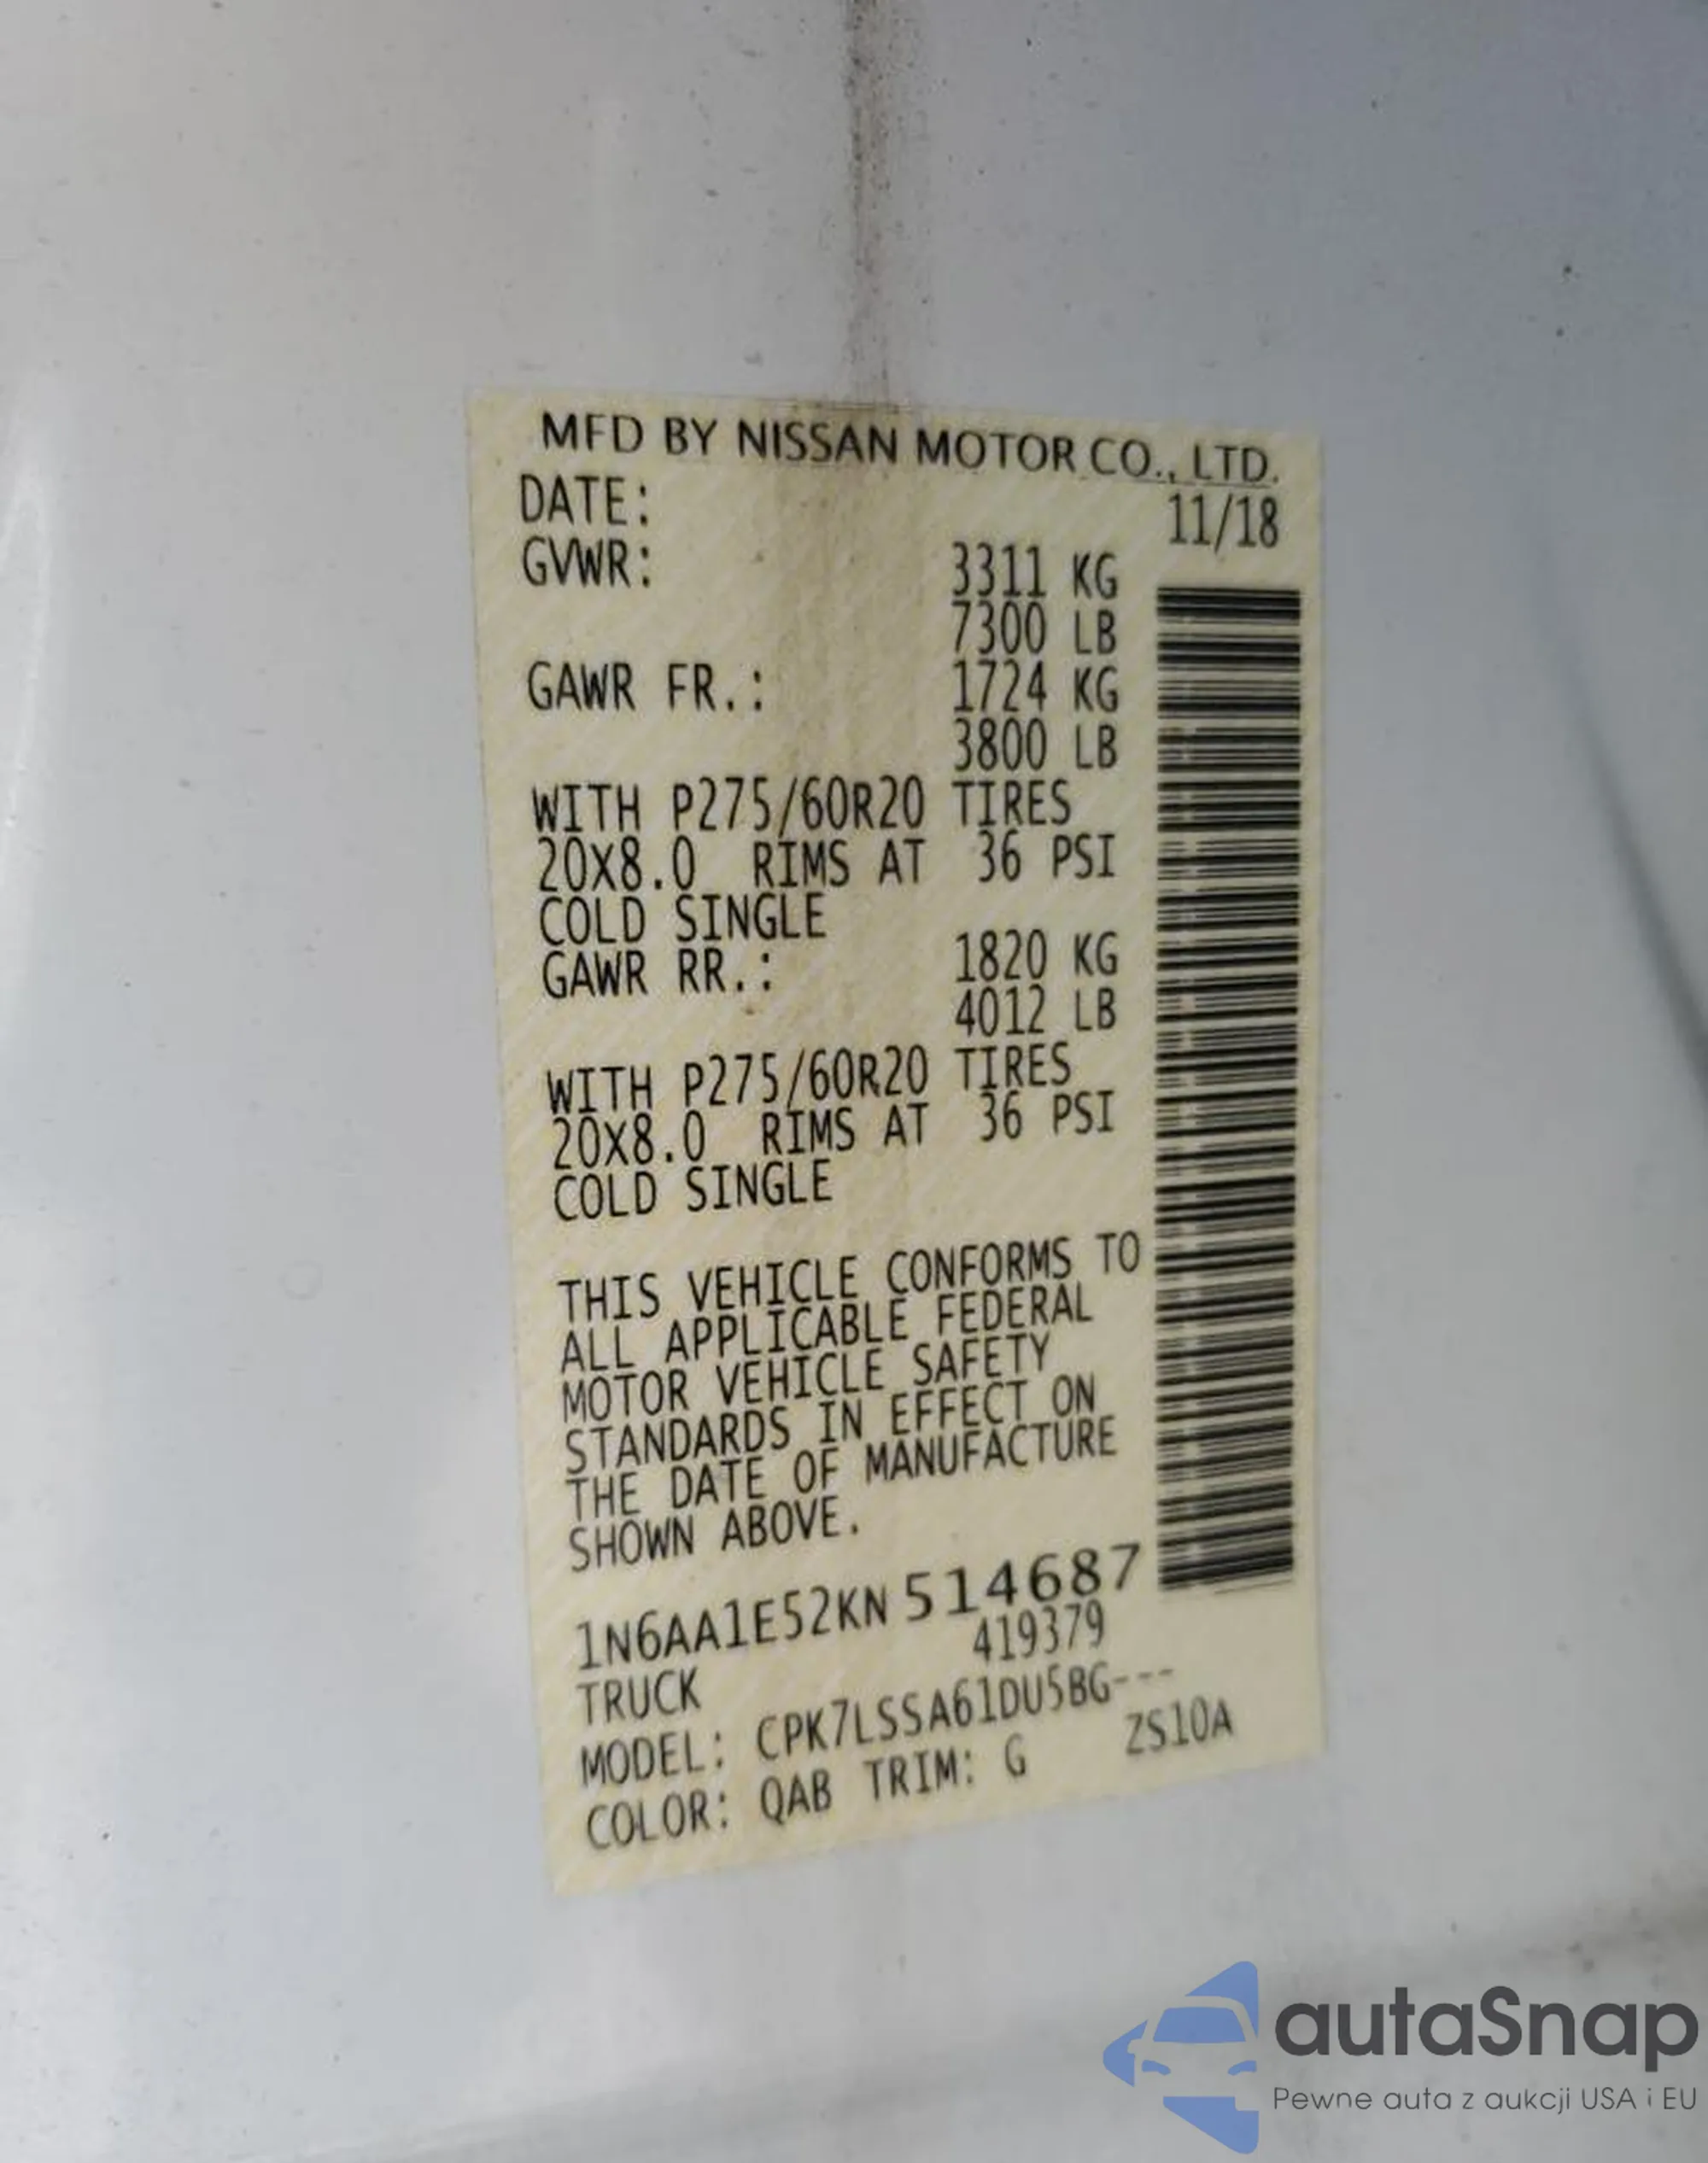 MFD BY NISSAN MOTOR CO., LTD.
DATE: 11/18
GVWR: 3311 KG
7300 LB
GAWR FR.: 1724 KG
3800 LB
WITH P275/60R20 TIRES
20X8.0 RIMS AT 36 PSI
COLD SINGLE
GAWR RR.: 1820 KG
4012 LB
WITH P275/60R20 TIRES
20X8.0 RIMS AT 36 PSI
COLD SINGLE
THIS VEHICLE CONFORMS TO
ALL APPLICABLE FEDERAL
MOTOR VEHICLE SAFETY
STANDARDS IN EFFECT ON
THE DATE OF MANUFACTURE
SHOWN ABOVE.
1N6AA1E52KN514687
TRUCK 419379
MODEL: CPK7LSSA61DU5BG---
COLOR: QAB TRIM: G ZS10A
autaSnap
Pewne auta z aukcji USA i EU